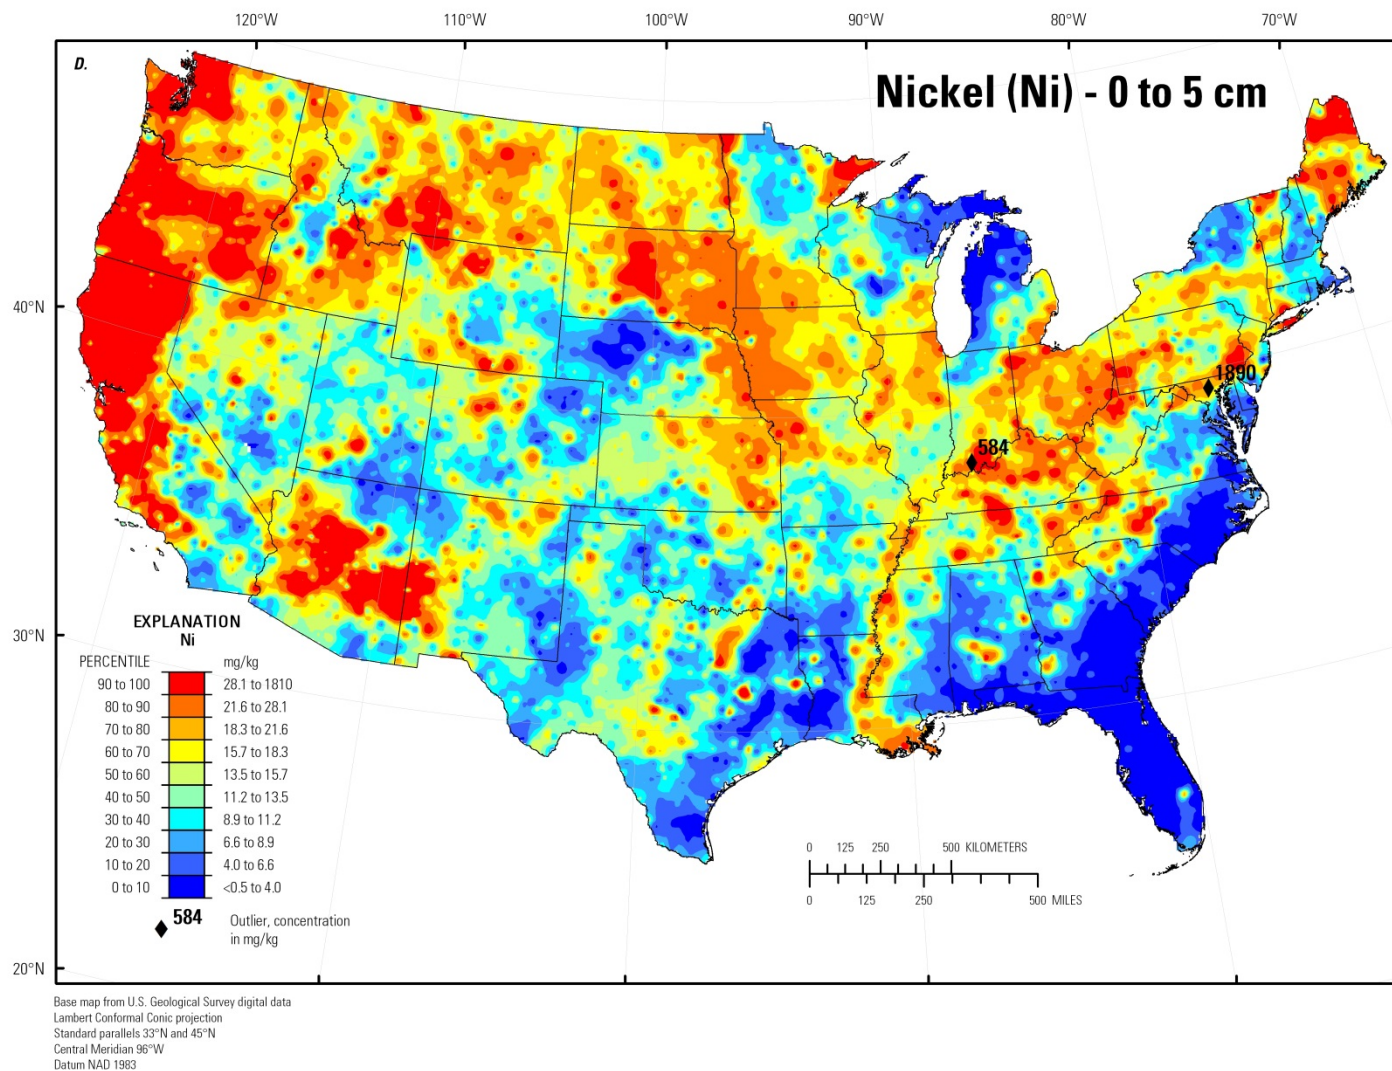 120°W 110°W 100°W 90°W 80°W 70°W
D.
Nickel (Ni) - 0 to 5 cm
40°N
1890
584
30°N
EXPLANATION
Ni
PERCENTILE mg/kg
90 to 100 28.1 to 1810
80 to 90 21.6 to 28.1
70 to 80 18.3 to 21.6
60 to 70 15.7 to 18.3
50 to 60 13.5 to 15.7
40 to 50 11.2 to 13.5
30 to 40 8.9 to 11.2
20 to 30 6.6 to 8.9
10 to 20 4.0 to 6.6
0 to 10 <0.5 to 4.0
584 Outlier, concentration
in mg/kg
0 125 250 500 KILOMETERS
0 125 250 500 MILES
20°N
Base map from U.S. Geological Survey digital data
Lambert Conformal Conic projection
Standard parallels 33°N and 45°N
Central Meridian 96°W
Datum NAD 1983